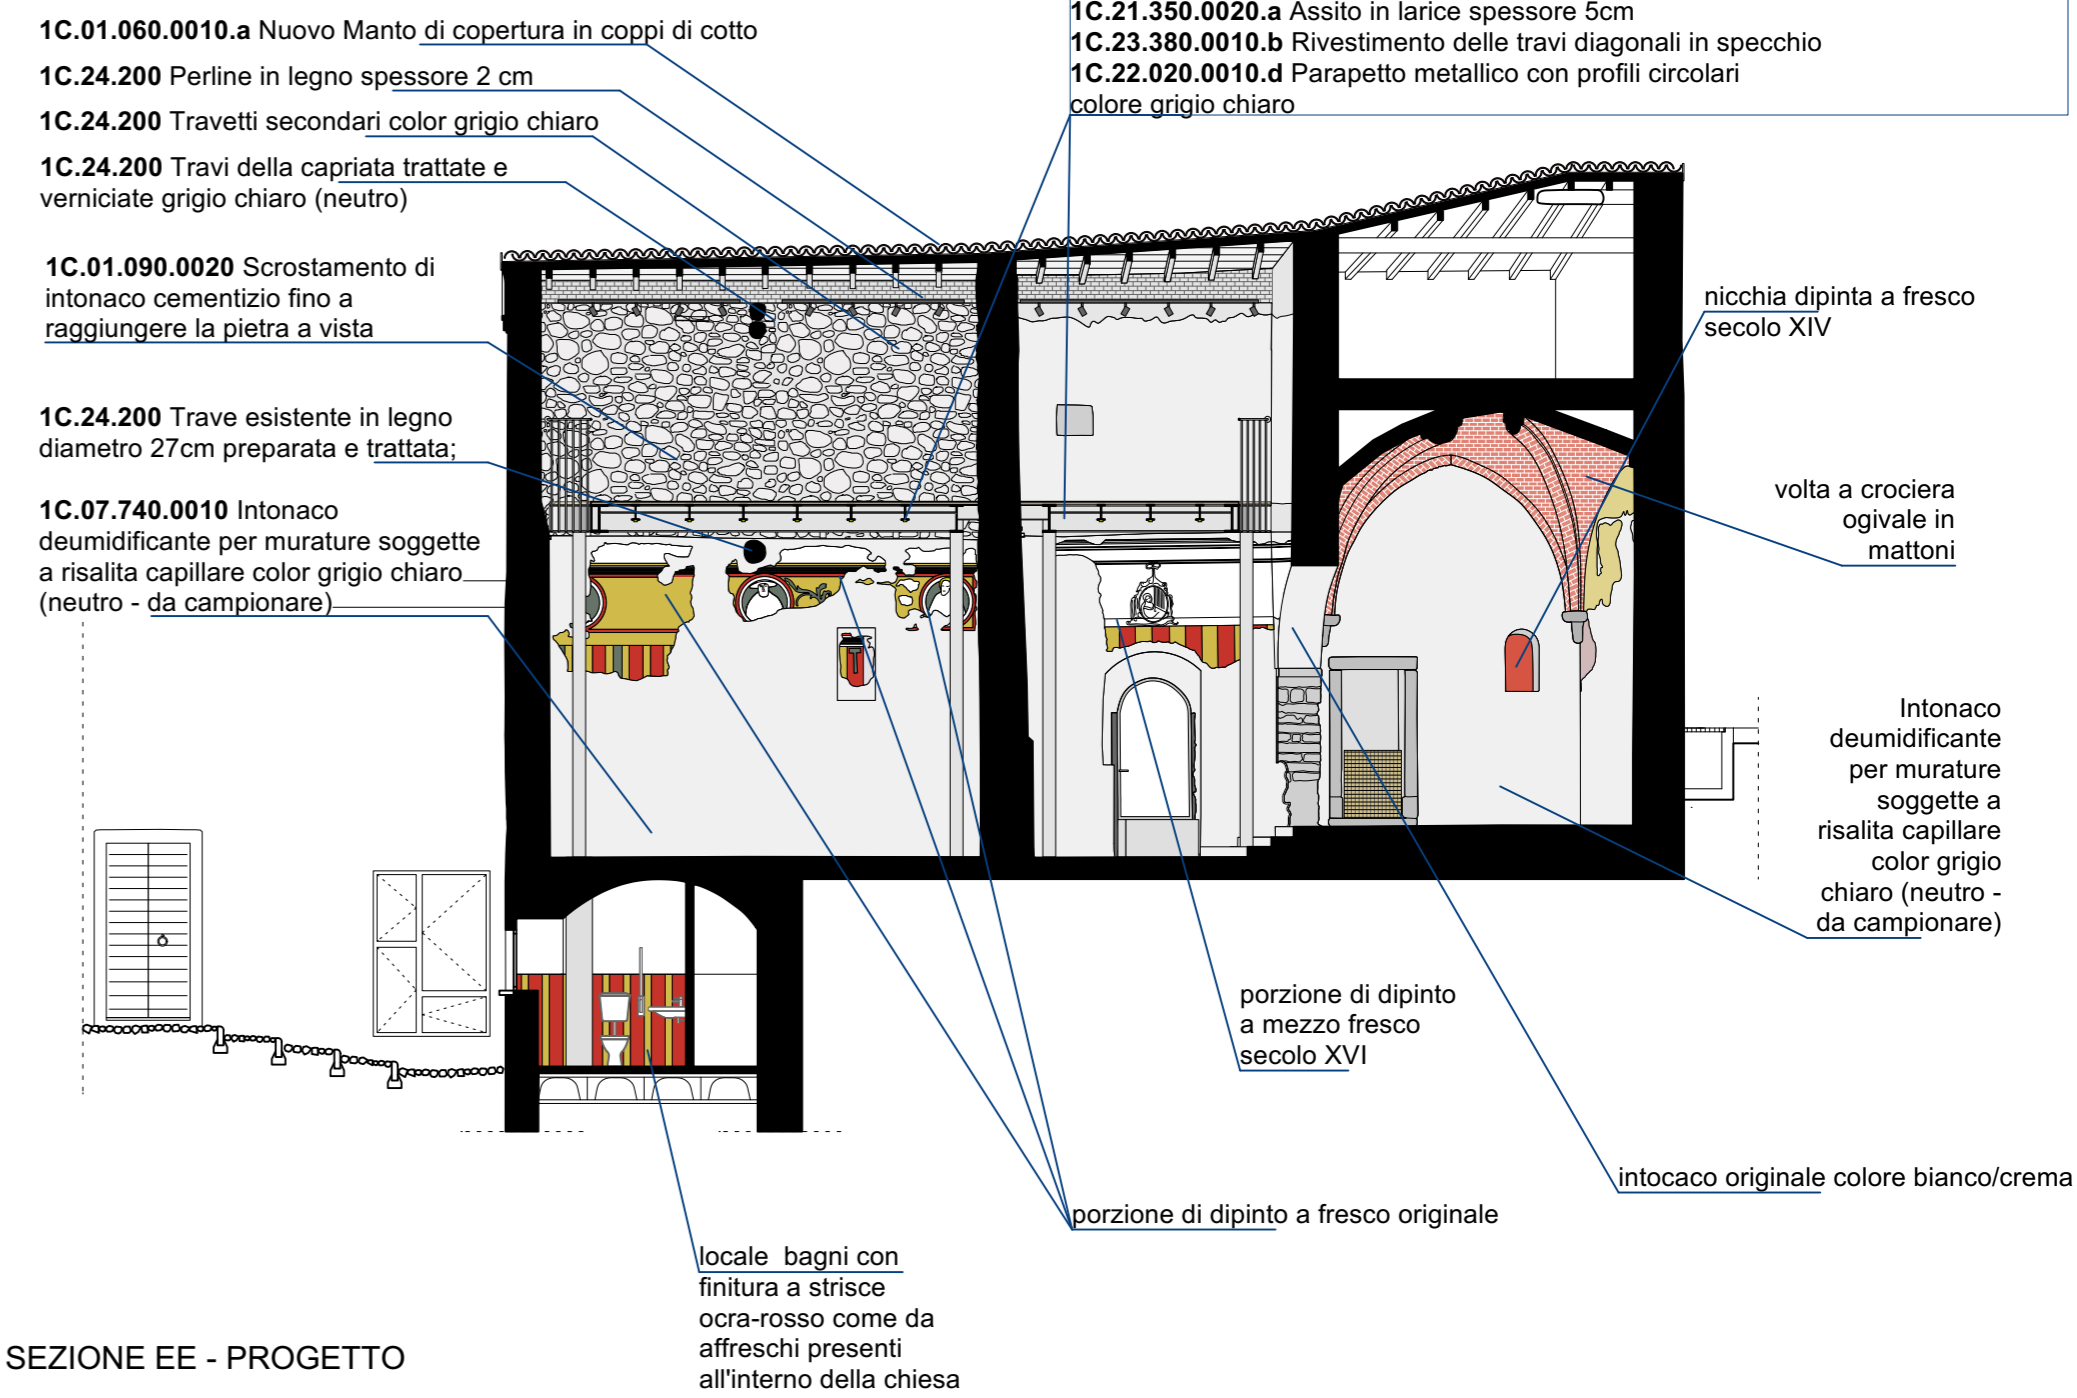 1C.01.060.0010.a Nuovo Manto di copertura in coppi di cotto
1C.24.200 Perline in legno spessore 2 cm
1C.24.200 Travetti secondari color grigio chiaro
1C.24.200 Travi della capriata trattate e
verniciate grigio chiaro (neutro)
1C.01.090.0020 Scrostamento di
intonaco cementizio fino a
raggiungere la pietra a vista
1C.24.200 Trave esistente in legno
diametro 27cm preparata e trattata;
1C.07.740.0010 Intonaco
deumidificante per murature soggette
a risalita capillare color grigio chiaro
(neutro - da campionare)
1C.21.350.0020.a Assito in larice spessore 5cm
1C.23.380.0010.b Rivestimento delle travi diagonali in specchio
1C.22.020.0010.d Parapetto metallico con profili circolari
colore grigio chiaro
nicchia dipinta a fresco
secolo XIV
volta a crociera
ogivale in
mattoni
Intonaco
deumidificante
per murature
soggette a
risalita capillare
color grigio
chiaro (neutro -
da campionare)
porzione di dipinto
a mezzo fresco
secolo XVI
intocaco originale colore bianco/crema
porzione di dipinto a fresco originale
locale bagni con
finitura a strisce
ocra-rosso come da
affreschi presenti
all'interno della chiesa
SEZIONE EE - PROGETTO